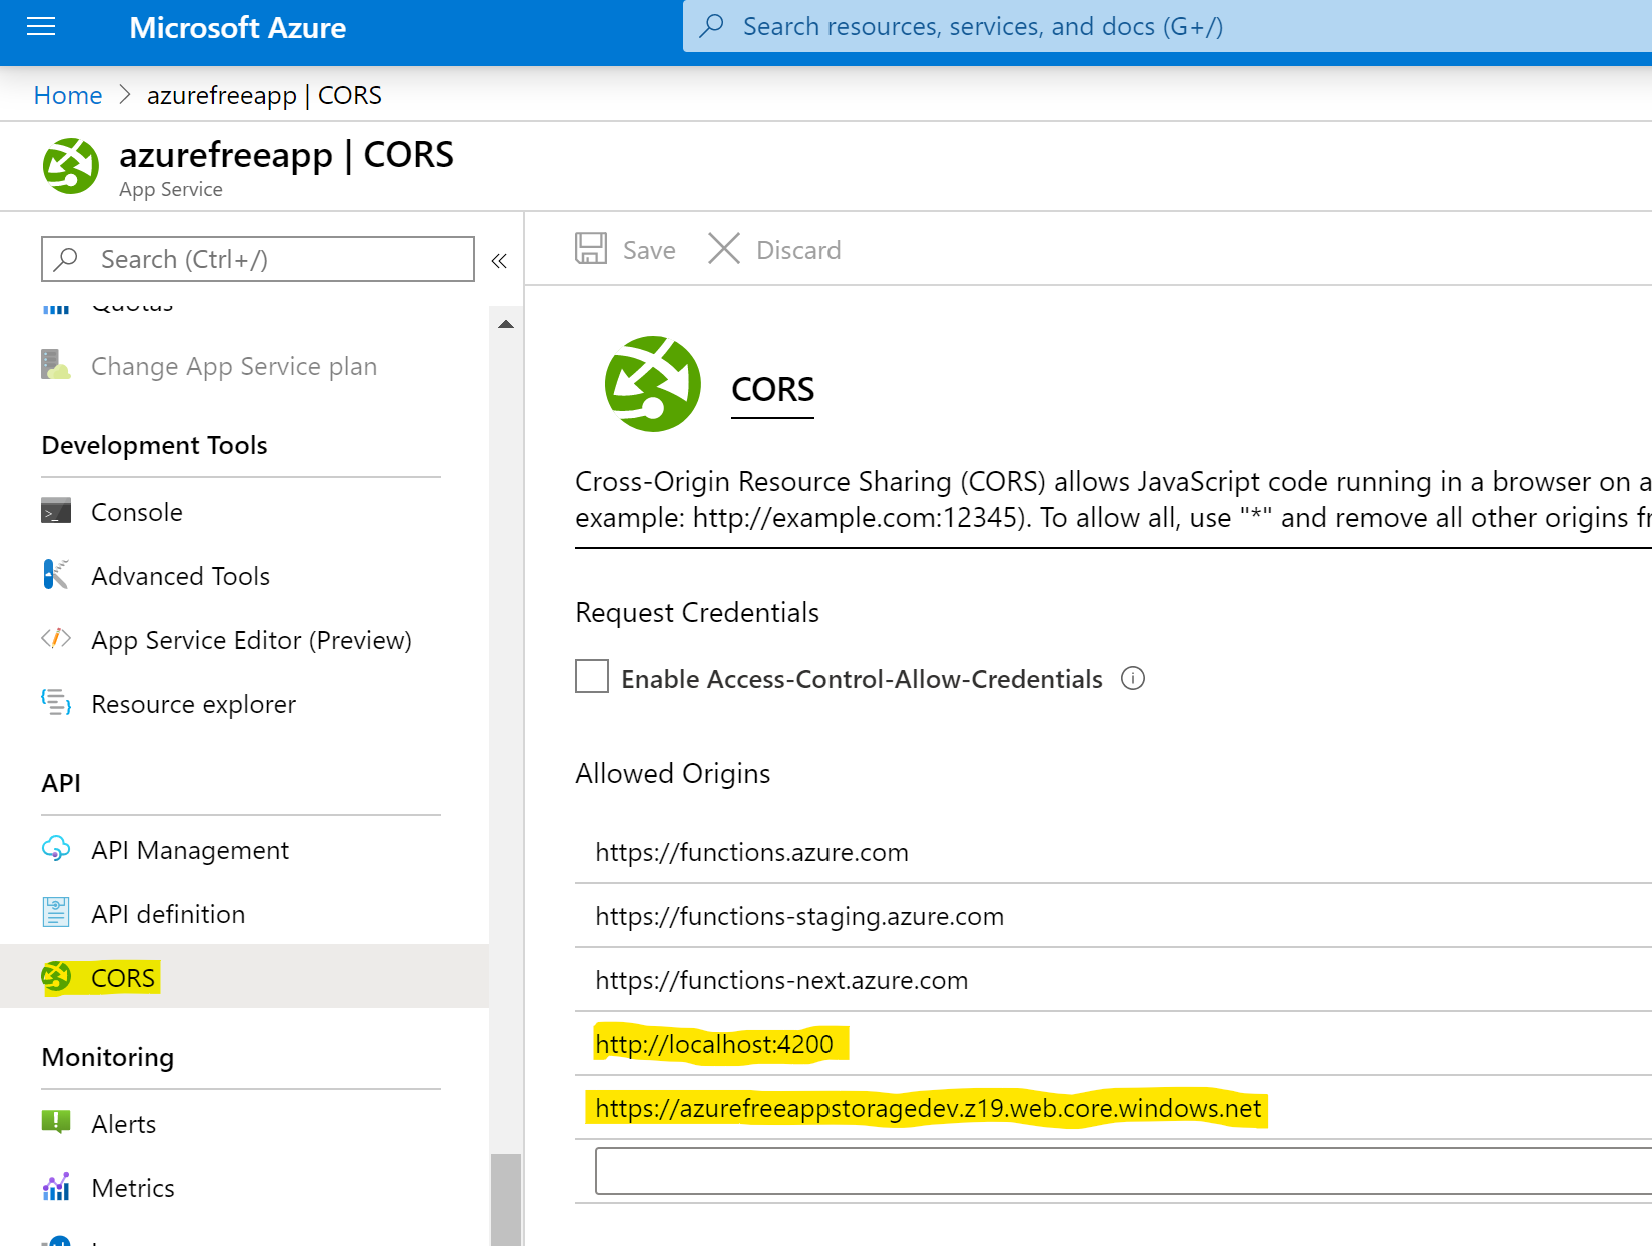 Microsoft Azure
Search resources, services, and docs (G+/)
Home > azurefreeapp | CORS
azurefreeapp | CORS
App Service
Search (Ctrl+/)
«
Save
Discard
Quotas
Change App Service plan
Development Tools
Console
Advanced Tools
App Service Editor (Preview)
Resource explorer
API
API Management
API definition
CORS
Monitoring
Alerts
Metrics
CORS
Cross-Origin Resource Sharing (CORS) allows JavaScript code running in a browser on a
example: http://example.com:12345). To allow all, use "*" and remove all other origins
Request Credentials
Enable Access-Control-Allow-Credentials
Allowed Origins
https://functions.azure.com
https://functions-staging.azure.com
https://functions-next.azure.com
http://localhost:4200
https://azurefreeappstoragedev.z19.web.core.windows.net